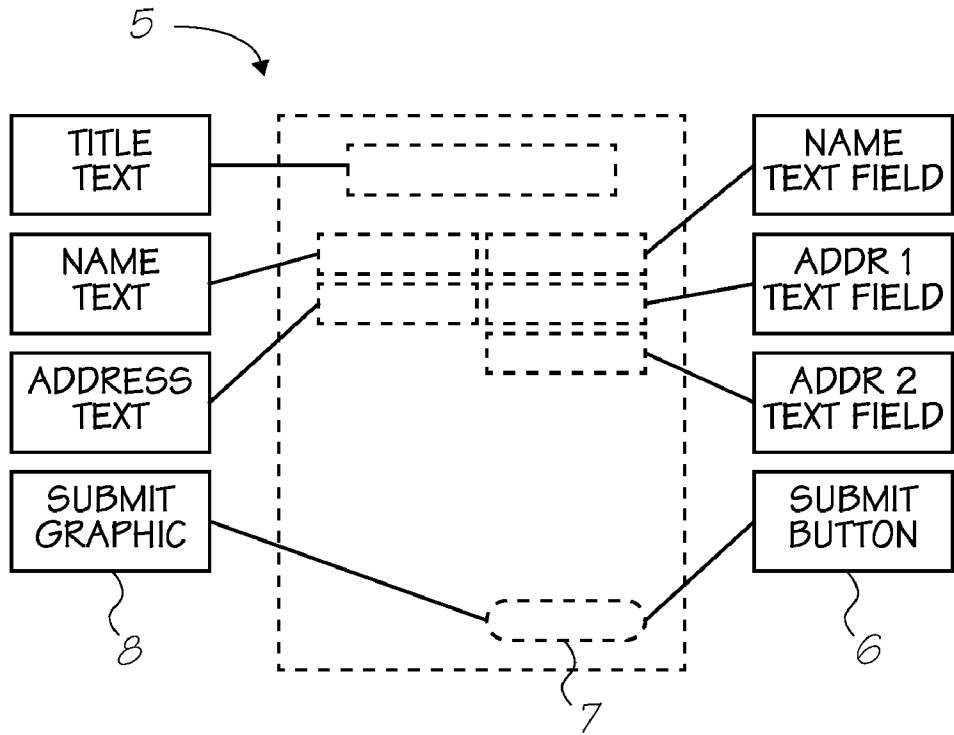 5
TITLE
TEXT
NAME
TEXT FIELD
NAME
TEXT
ADDR 1
TEXT FIELD
ADDRESS
TEXT
ADDR 2
TEXT FIELD
SUBMIT
GRAPHIC
SUBMIT
BUTTON
8
7
6